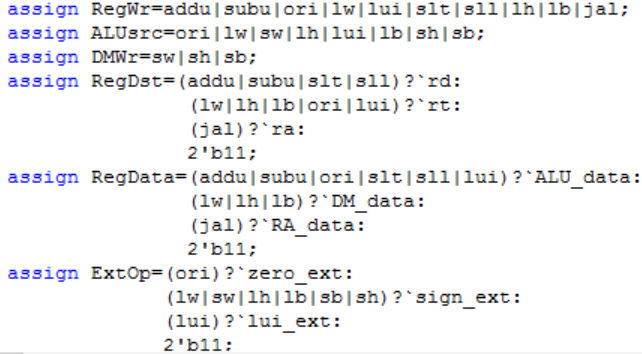 assign RegWr=addu|subu|ori|lw|lui|slt|sll|lh|lb|jal;
assign ALUsrc=ori|lw|sw|lh|lui|lb|sh|sb;
assign DMWr=sw|sh|sb;
assign RegDst=(addu|subu|slt|sll)?`rd:
(lw|lh|lb|ori|lui)?`rt:
(jal)?`ra:
2'b11;
assign RegData=(addu|subu|ori|slt|sll|lui)?`ALU_data:
(lw|lh|lb)?`DM_data:
(jal)?`RA_data:
2'b11;
assign ExtOp=(ori)?`zero_ext:
(lw|sw|lh|lb|sb|sh)?`sign_ext:
(lui)?`lui_ext:
2'b11;